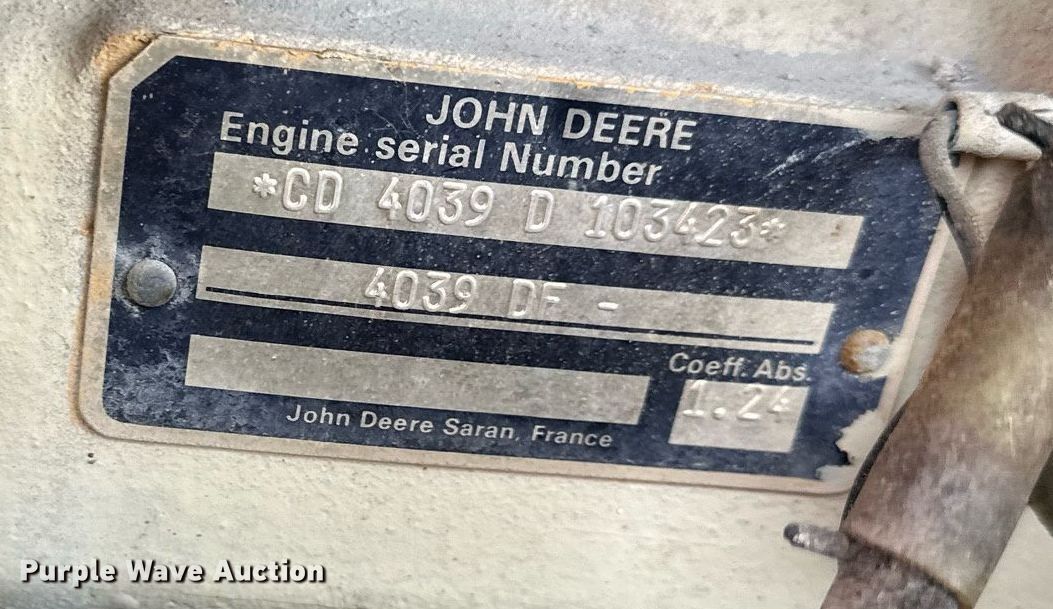 JOHN DEERE
Engine serial Number
*CD 4039 D 103423*
4039 DF -
Coeff. Abs.
1.24
John Deere Saran, France
Purple Wave Auction